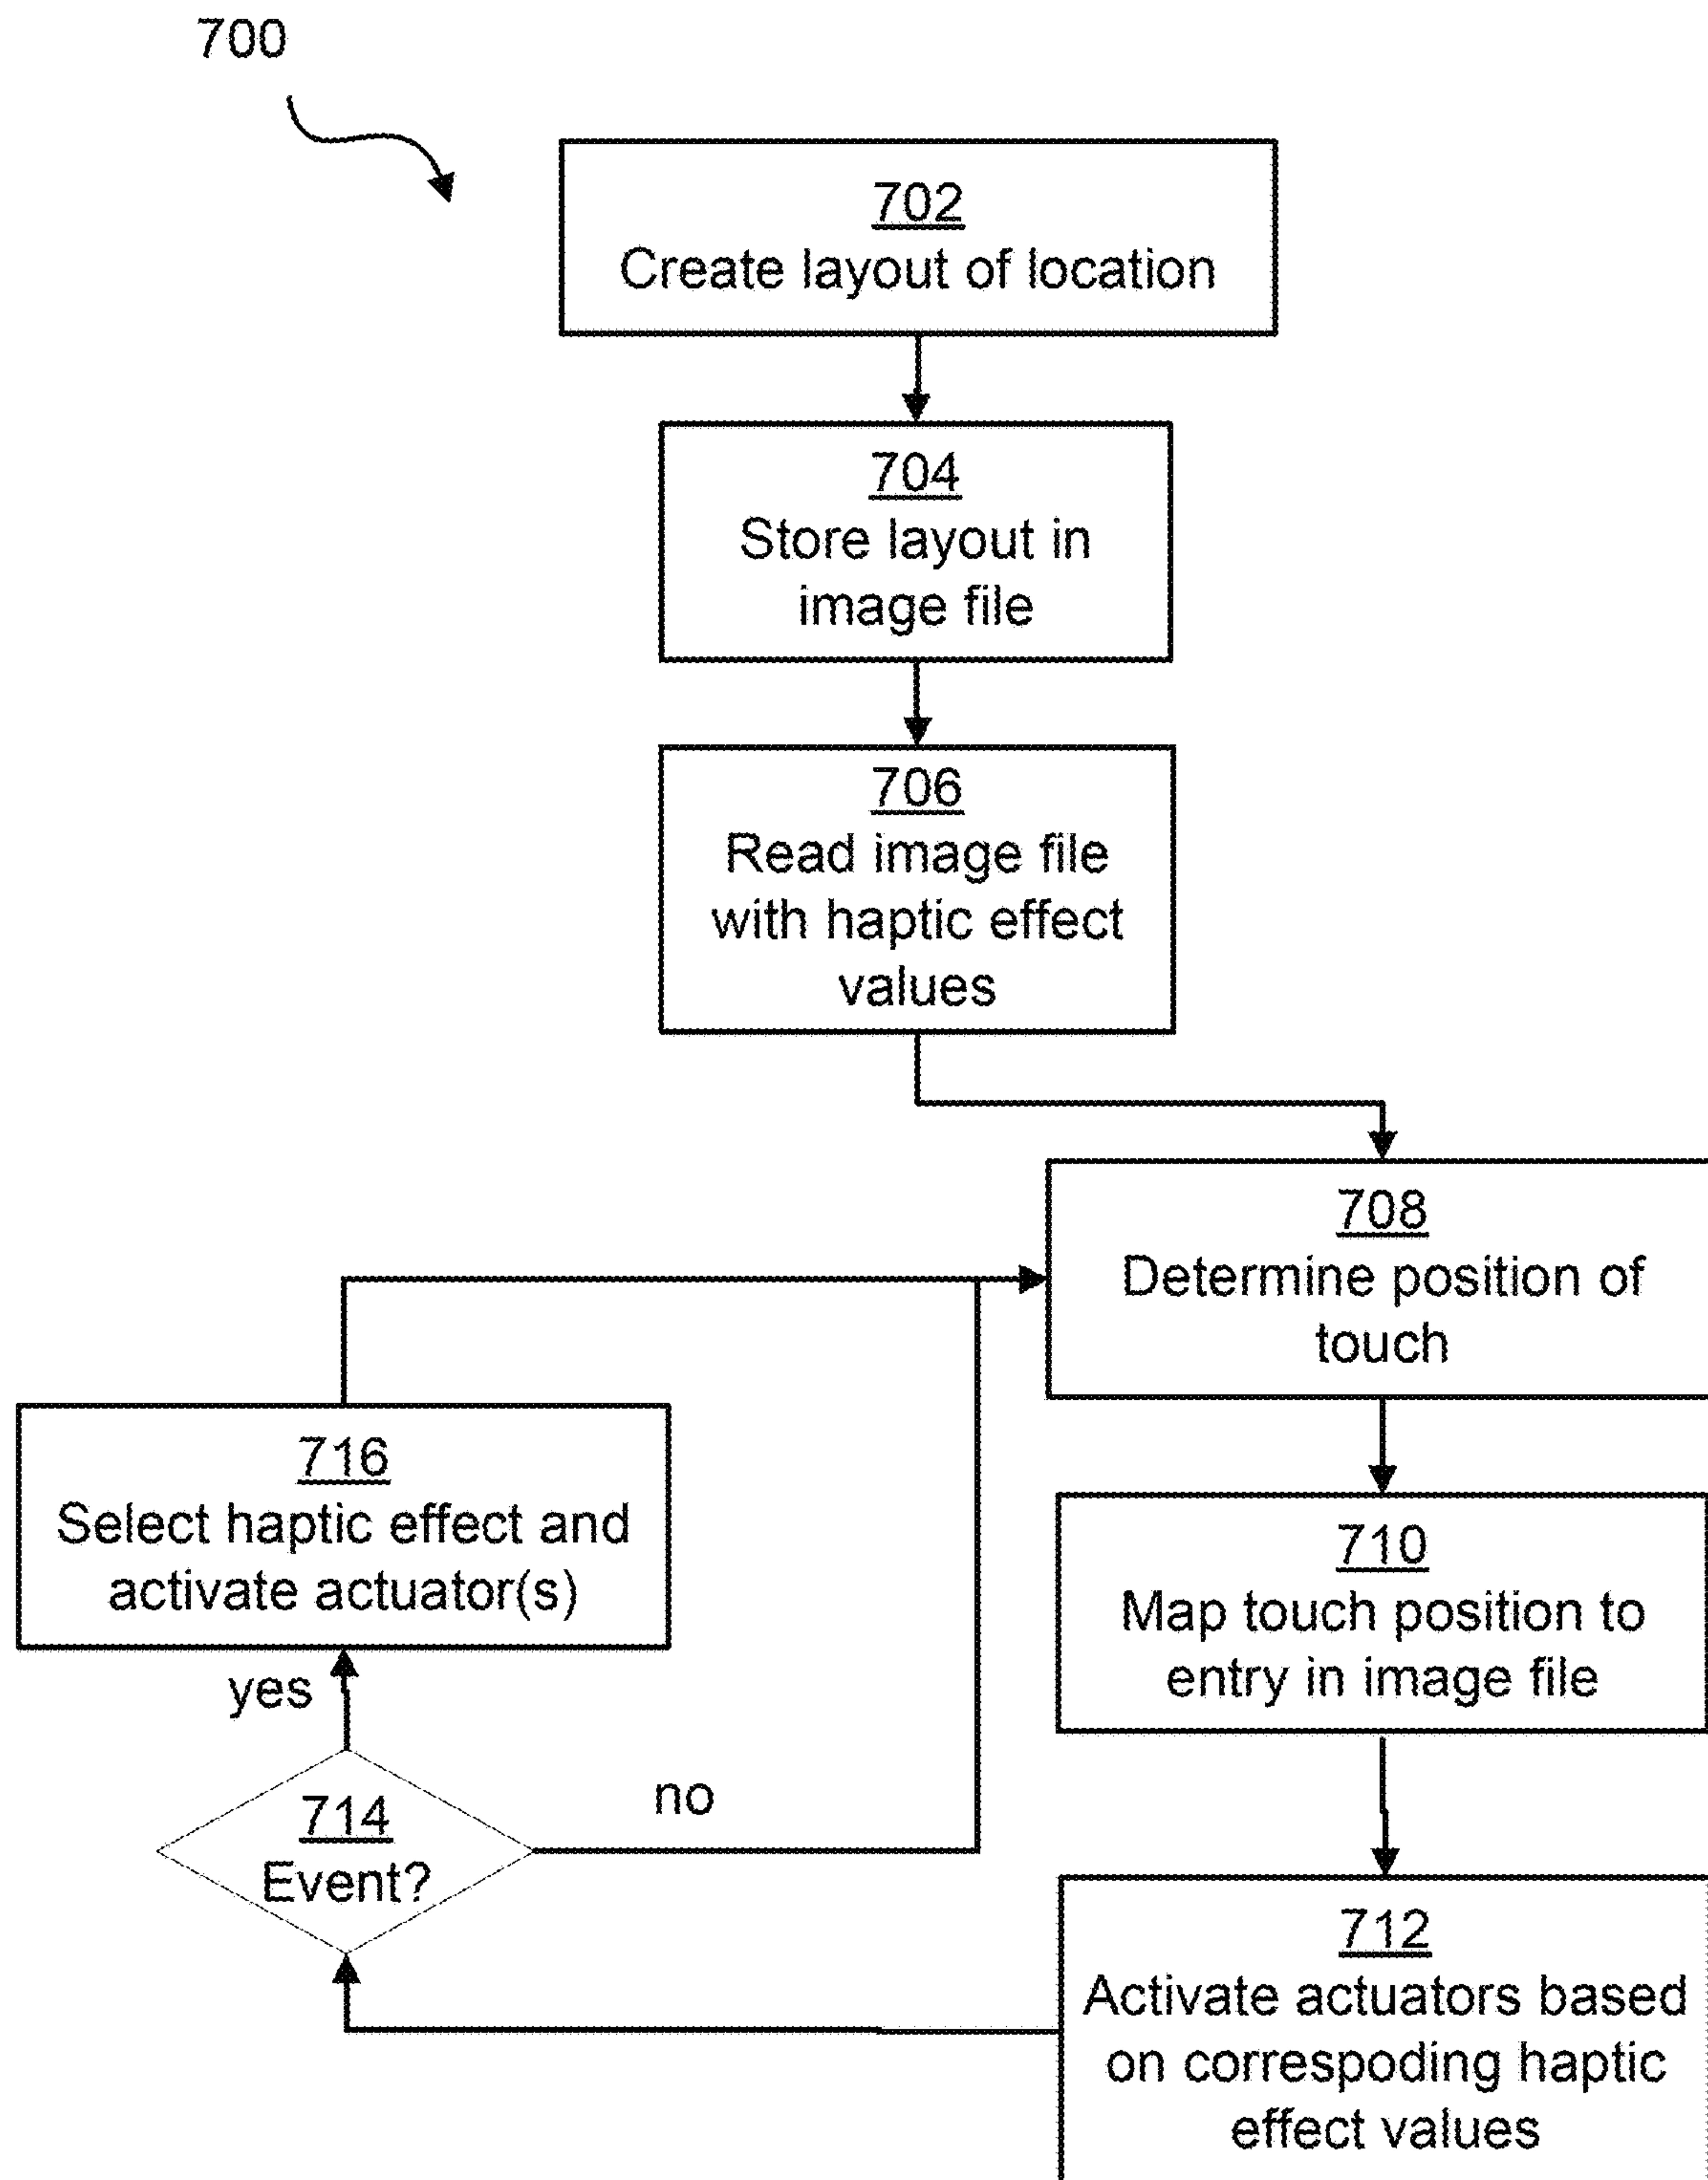 700
702
Create layout of location
704
Store layout in
image file
706
Read image file
with haptic effect
values
708
Determine position of
touch
710
Map touch position to
entry in image file
712
Activate actuators based
on correspoding haptic
effect values
714
Event?
yes
no
716
Select haptic effect and
activate actuator(s)